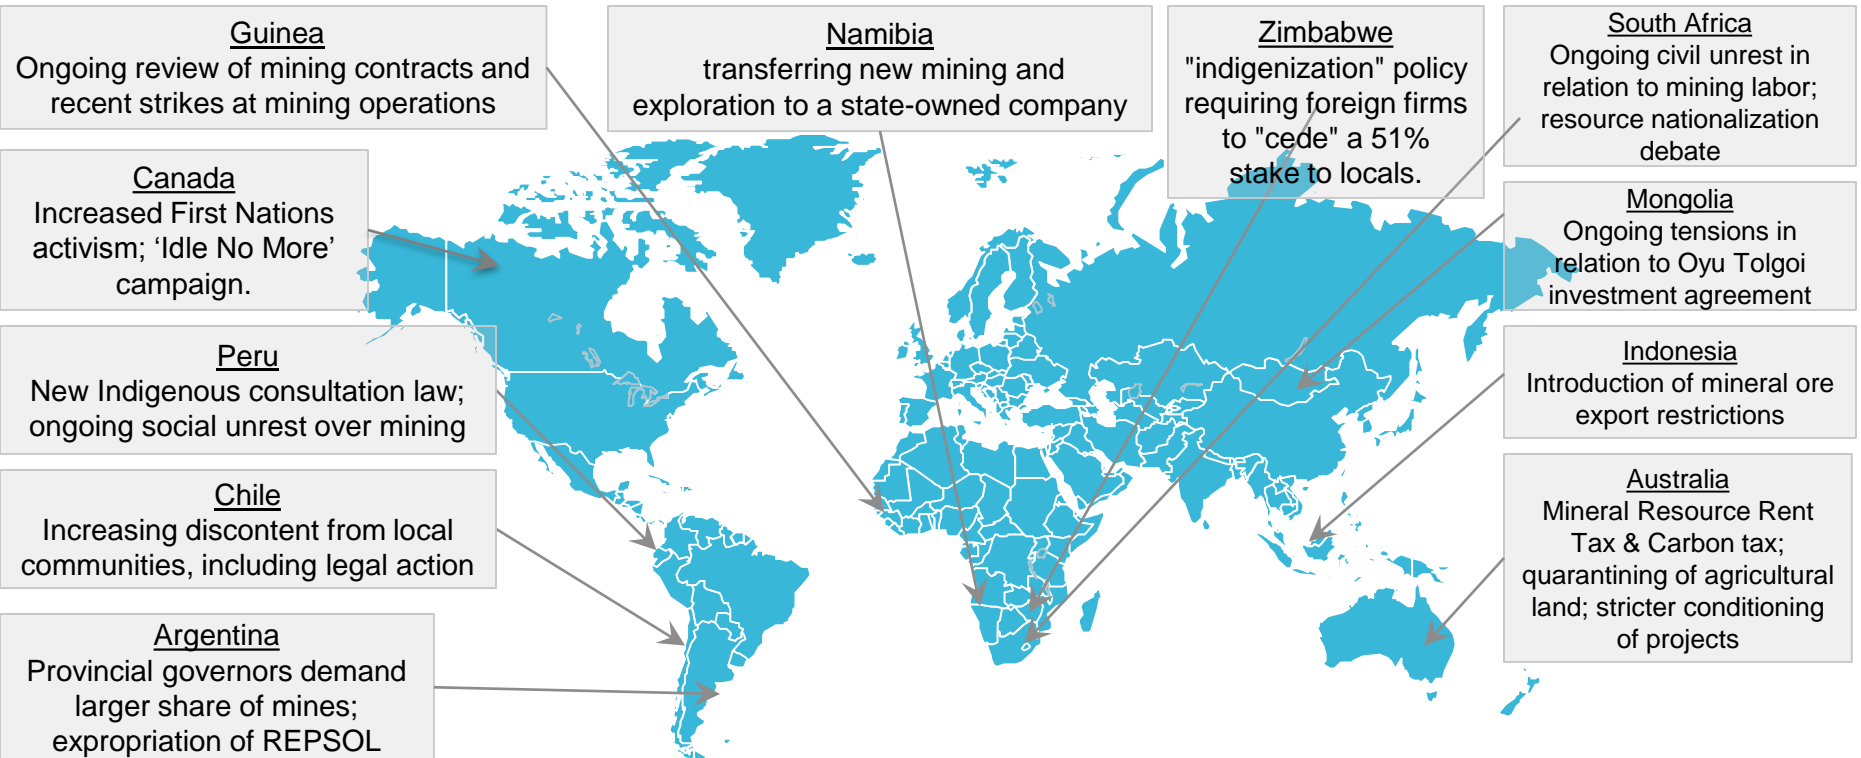 Guinea
Ongoing review of mining contracts and
recent strikes at mining operations
Namibia
transferring new mining and
exploration to a state-owned company
Zimbabwe
"indigenization" policy
requiring foreign firms
to "cede" a 51%
stake to locals.
South Africa
Ongoing civil unrest in
relation to mining labor;
resource nationalization
debate
Canada
Increased First Nations
activism; ‘Idle No More’
campaign.
Mongolia
Ongoing tensions in
relation to Oyu Tolgoi
investment agreement
Peru
New Indigenous consultation law;
ongoing social unrest over mining
Indonesia
Introduction of mineral ore
export restrictions
Chile
Increasing discontent from local
communities, including legal action
Australia
Mineral Resource Rent
Tax & Carbon tax;
quarantining of agricultural
land; stricter conditioning
of projects
Argentina
Provincial governors demand
larger share of mines;
expropriation of REPSOL